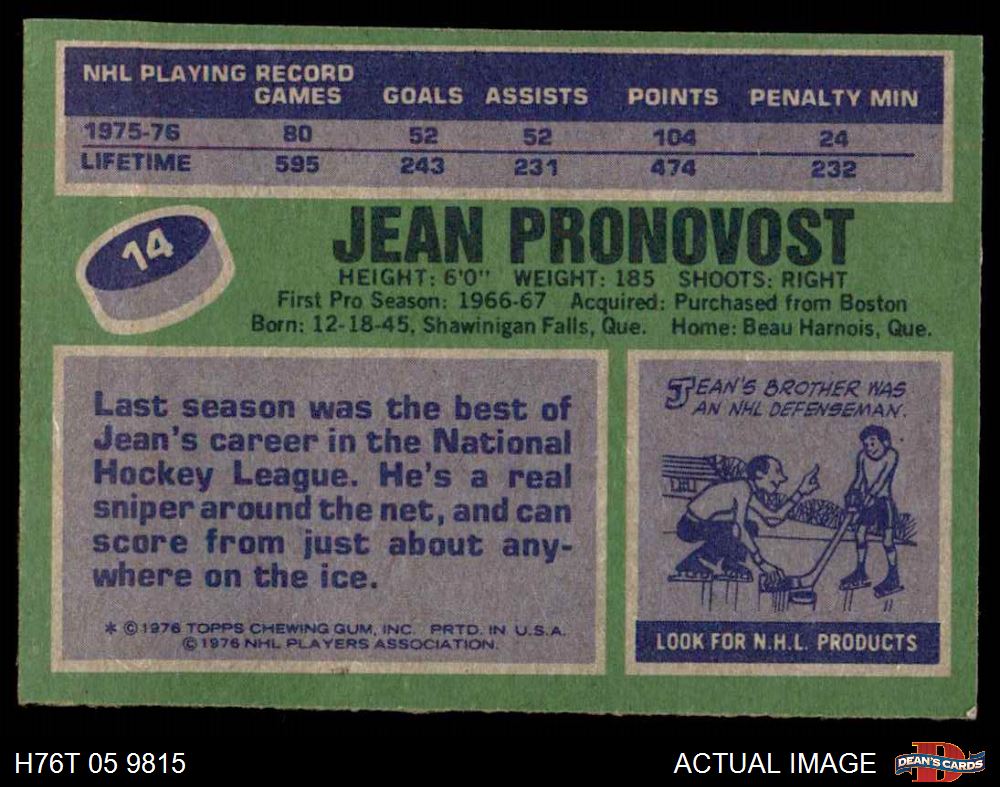 NHL PLAYING RECORD
GAMES GOALS ASSISTS POINTS PENALTY MIN
1975-76 80 52 52 104 24
LIFETIME 595 243 231 474 232
14
JEAN PRONOVOST
HEIGHT: 6'0" WEIGHT: 185 SHOOTS: RIGHT
First Pro Season: 1966-67 Acquired: Purchased from Boston
Born: 12-18-45, Shawinigan Falls, Que. Home: Beau Harnois, Que.
Last season was the best of
Jean's career in the National
Hockey League. He's a real
sniper around the net, and can
score from just about any-
where on the ice.
* © 1976 TOPPS CHEWING GUM, INC. PRTD. IN U.S.A.
© 1976 NHL PLAYERS ASSOCIATION.
JEAN'S BROTHER WAS
AN NHL DEFENSEMAN.
LOOK FOR N.H.L. PRODUCTS
H76T 05 9815
ACTUAL IMAGE
D
DEAN'S CARDS